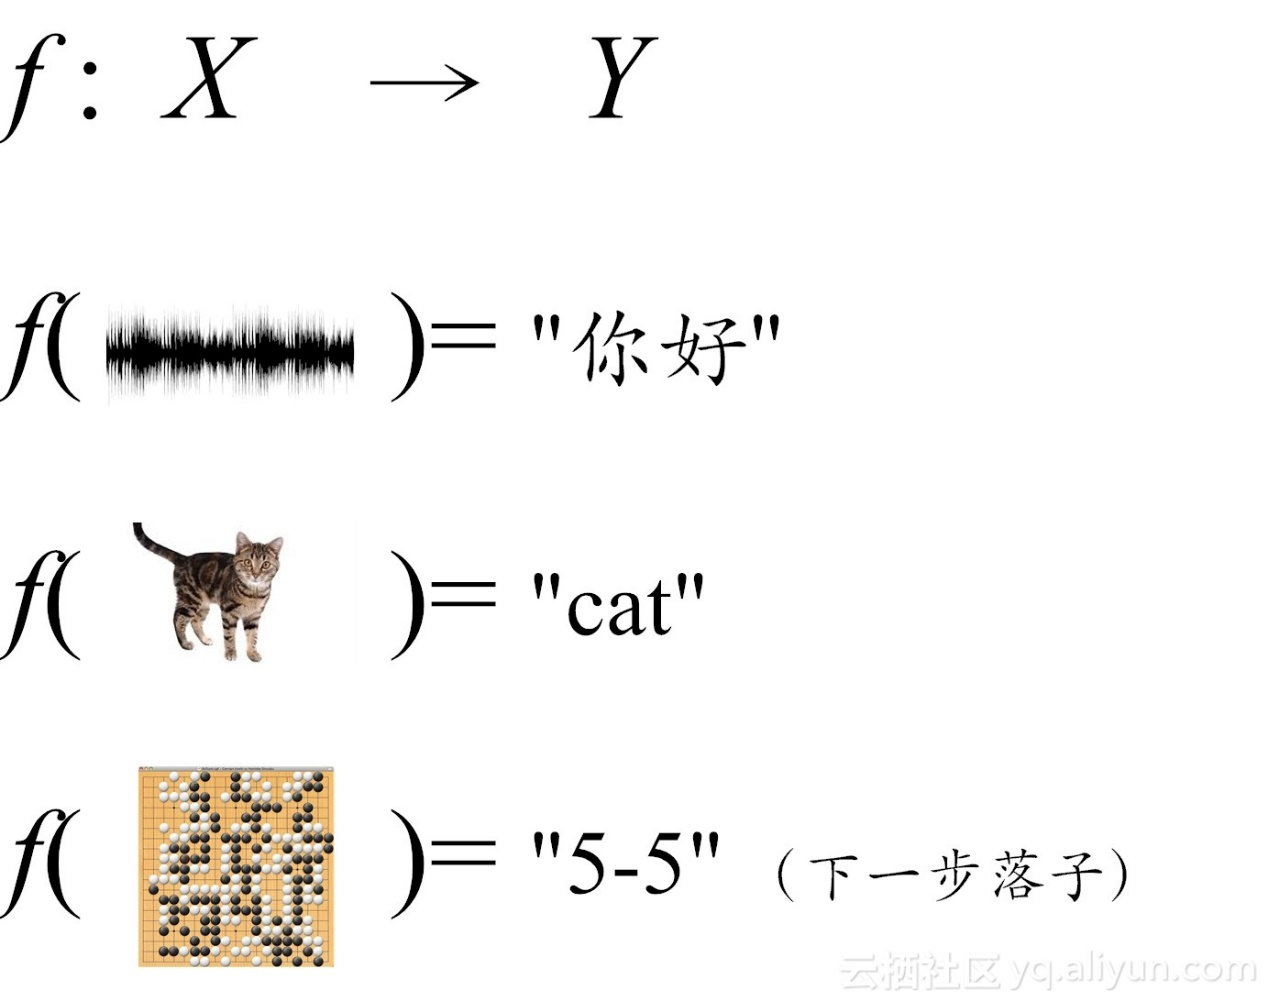 f: X → Y
f( )= "你好"
f( )= "cat"
f( )= "5-5" （下一步落子）
云栖社区 yq.aliyun.com